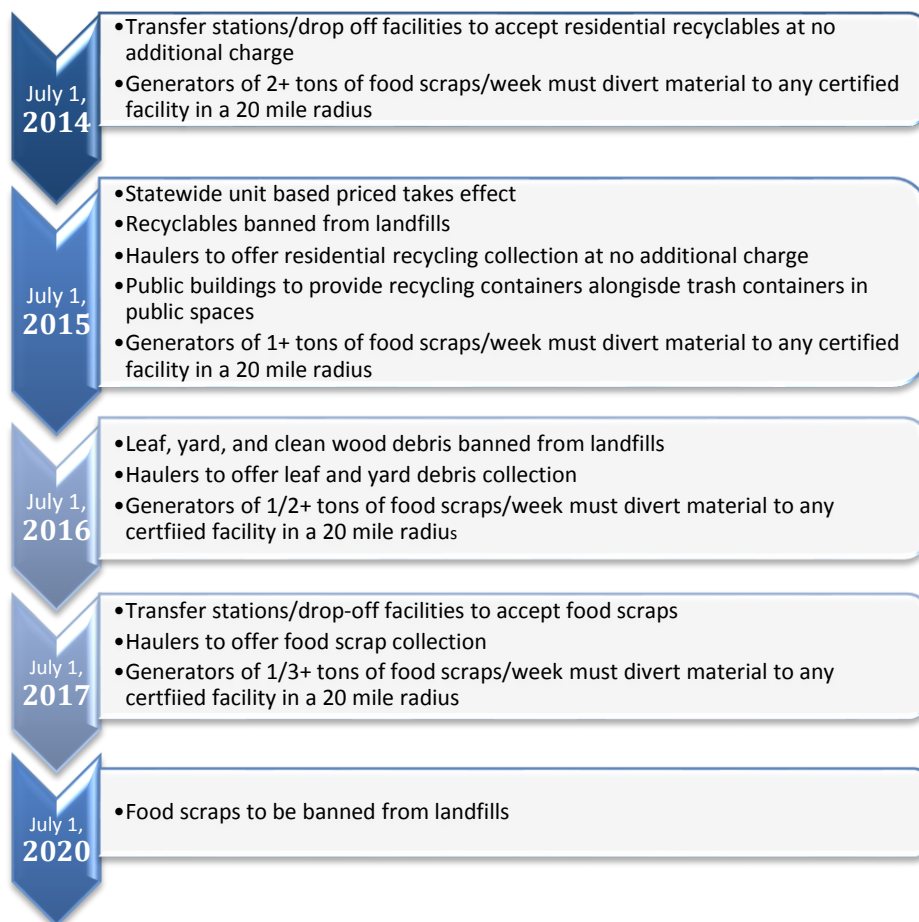 July 1,
2014
•Transfer stations/drop off facilities to accept residential recyclables at no
additional charge
•Generators of 2+ tons of food scraps/week must divert material to any certified
facility in a 20 mile radius
July 1,
2015
•Statewide unit based priced takes effect
•Recyclables banned from landfills
•Haulers to offer residential recycling collection at no additional charge
•Public buildings to provide recycling containers alongisde trash containers in
public spaces
•Generators of 1+ tons of food scraps/week must divert material to any certified
facility in a 20 mile radius
July 1,
2016
•Leaf, yard, and clean wood debris banned from landfills
•Haulers to offer leaf and yard debris collection
•Generators of 1/2+ tons of food scraps/week must divert material to any
certfiied facility in a 20 mile radius
July 1,
2017
•Transfer stations/drop-off facilities to accept food scraps
•Haulers to offer food scrap collection
•Generators of 1/3+ tons of food scraps/week must divert material to any
certfiied facility in a 20 mile radius
July 1,
2020
•Food scraps to be banned from landfills